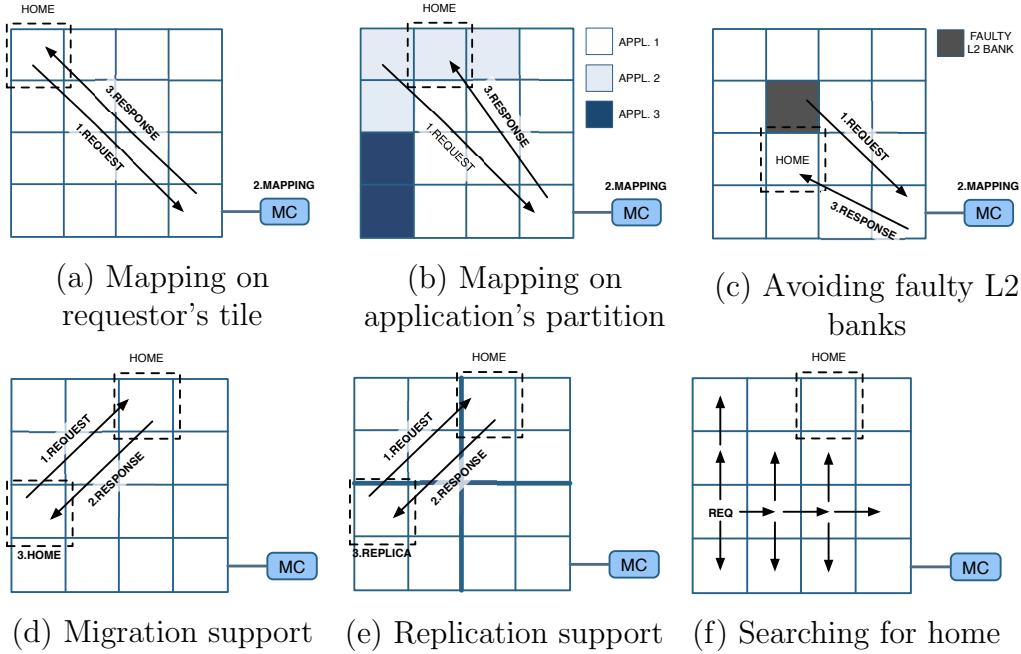 HOME
3.RESPONSE
1.REQUEST
2.MAPPING
MC
(a) Mapping on
requestor's tile
HOME
APPL. 1
APPL. 2
APPL. 3
3.RESPONSE
1.REQUEST
2.MAPPING
MC
(b) Mapping on
application's partition
FAULTY
L2 BANK
1.REQUEST
HOME
3.RESPONSE
2.MAPPING
MC
(c) Avoiding faulty L2
banks
HOME
1.REQUEST
2.RESPONSE
3.HOME
MC
(d) Migration support
HOME
1.REQUEST
2.RESPONSE
3.REPLICA
(e) Replication support
HOME
REQ
MC
(f) Searching for home